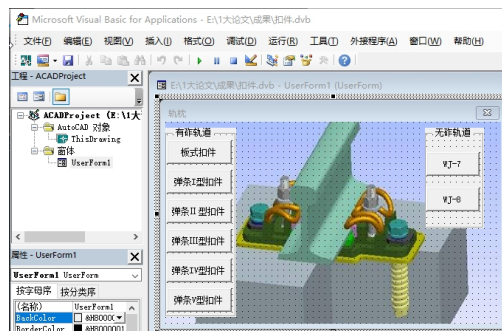 Microsoft Visual Basic for Applications - E:\1大论文\成果\扣件.dvb
文件(F) 编辑(E) 视图(V) 插入(I) 格式(O) 调试(D) 运行(R) 工具(T) 外接程序(A) 窗口(W) 帮助(H)
工程 - ACADProject
ACADProject (E:\1大
AutoCAD 对象
ThisDrawing
窗体
UserForm1
属性 - UserForm1
UserForm1 UserForm
按字母序 按分类序
(名称) UserForm1
BackColor &H8000C
BorderColor &H800001
E:\1大论文\成果\扣件.dvb - UserForm1 (UserForm)
轨枕
有砟轨道
板式扣件
弹条I型扣件
弹条II型扣件
弹条III型扣件
弹条IV型扣件
弹条V型扣件
无砟轨道
WJ-7
WJ-8